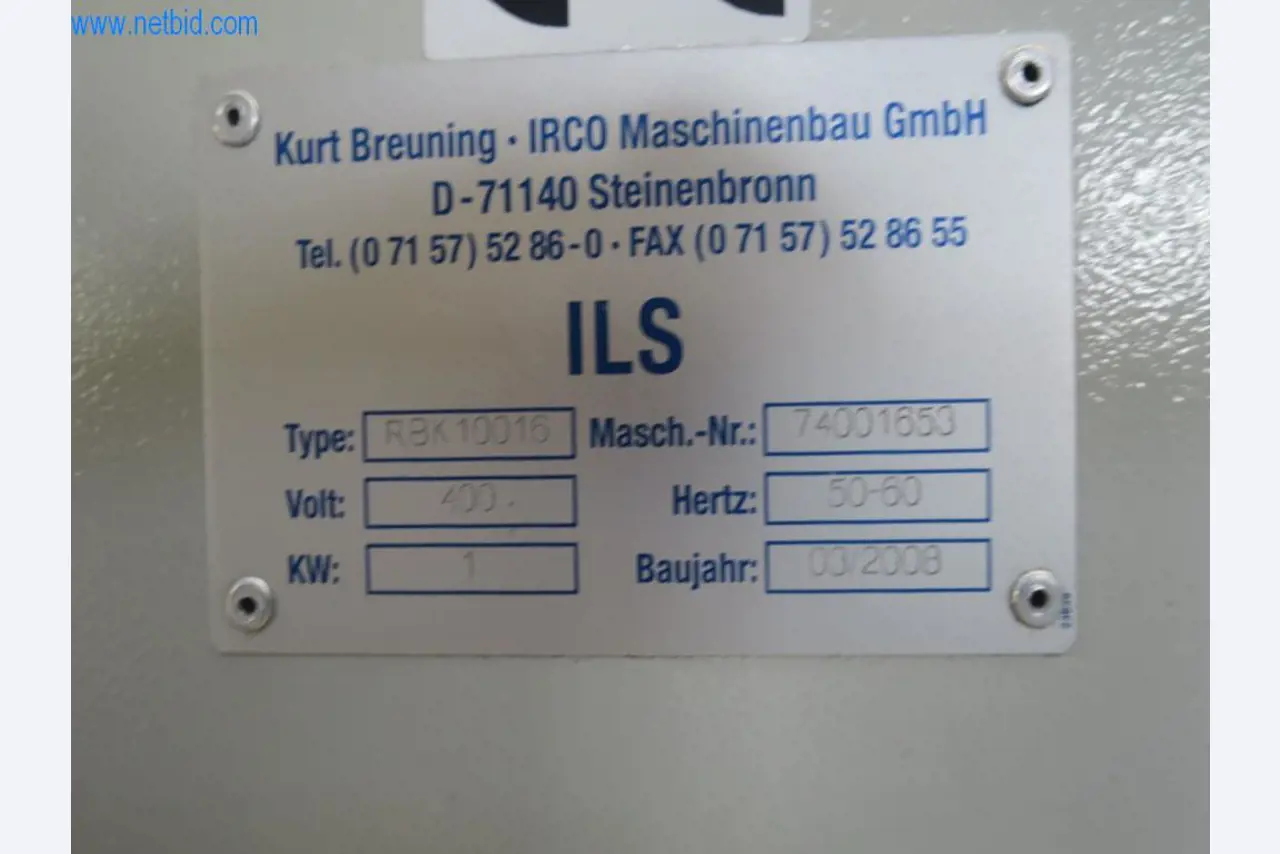 www.netbid.com
Kurt Breuning · IRCO Maschinenbau GmbH
D-71140 Steinenbronn
Tel. (0 71 57) 52 86-0 · FAX (0 71 57) 52 86 55
ILS
Type: RBK10016 Masch.-Nr.: 74001653
Volt: 400 Hertz: 50-60
KW: 1 Baujahr: 03/2008